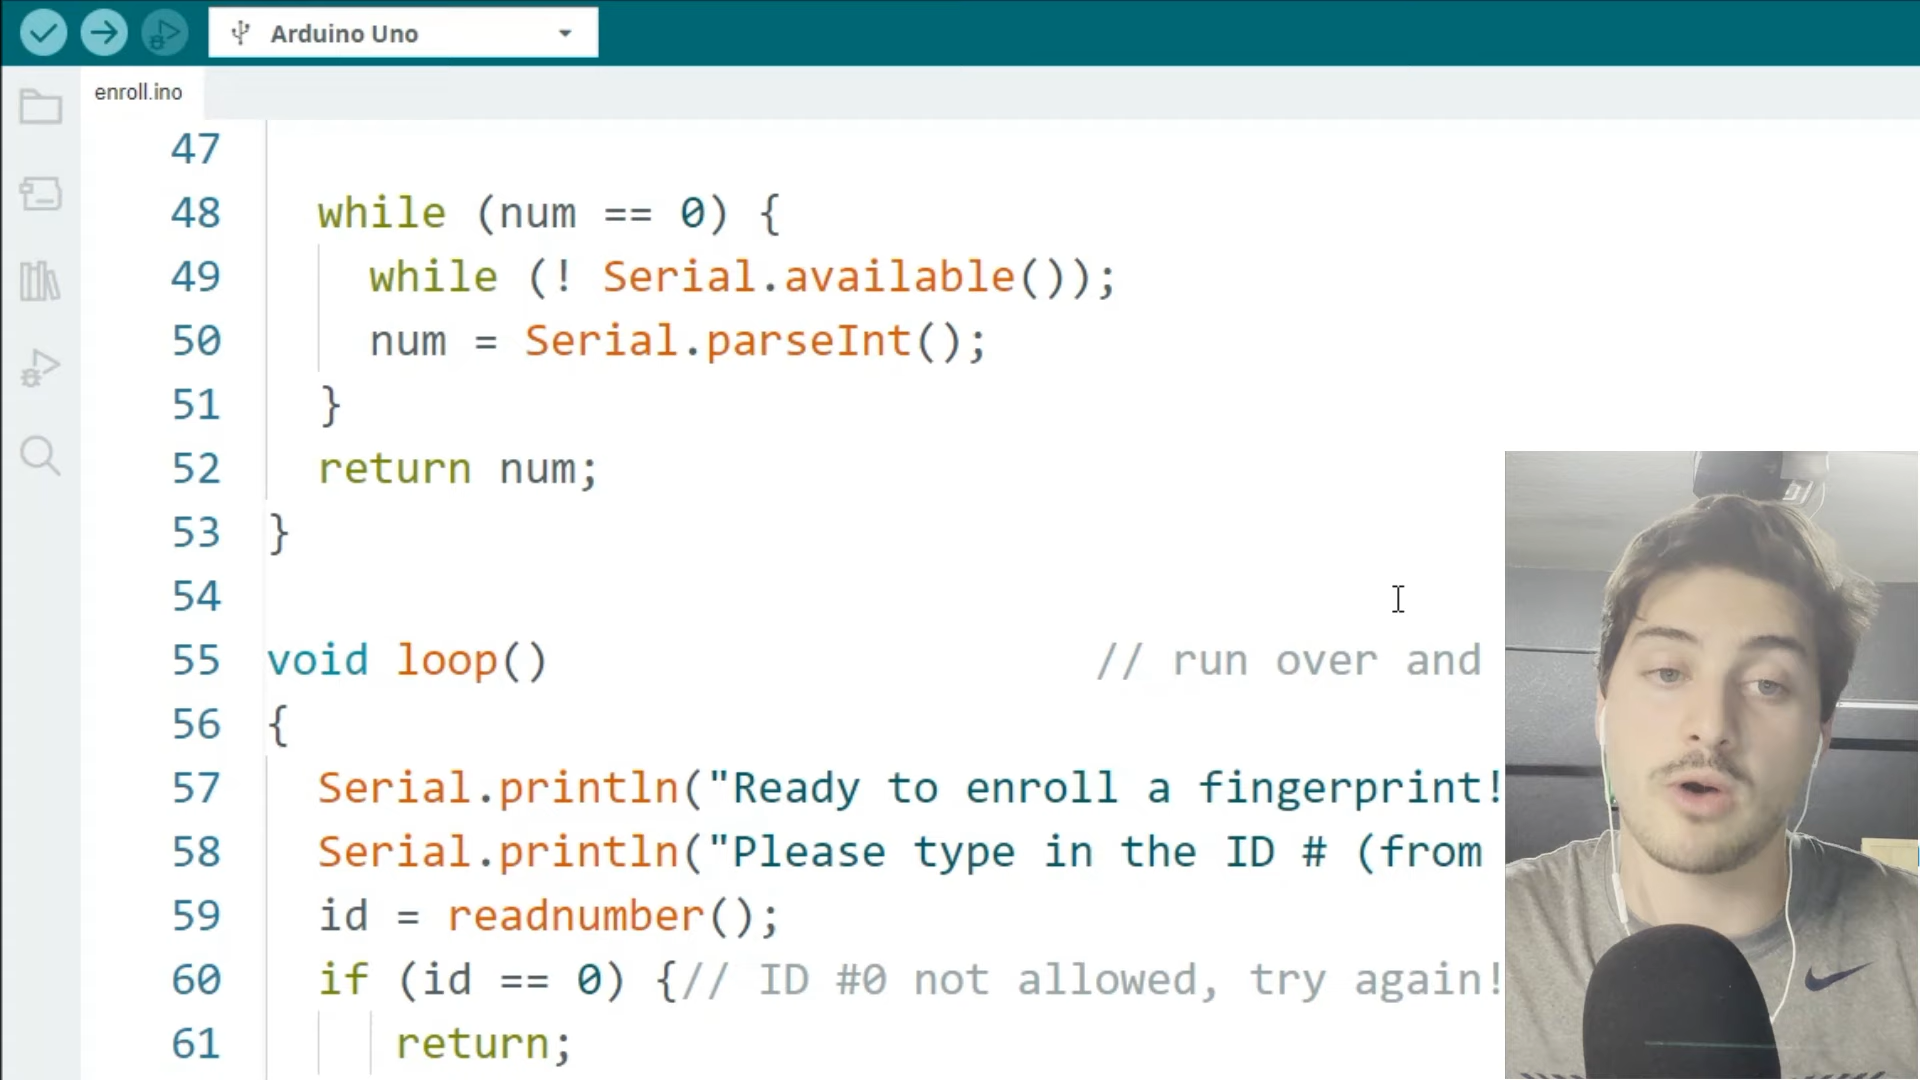 Arduino Uno
enroll.ino
47
48 while (num == 0) {
49 while (! Serial.available());
50 num = Serial.parseInt();
51 }
52 return num;
53 }
54
55 void loop() // run over and
56 {
57 Serial.println("Ready to enroll a fingerprint!
58 Serial.println("Please type in the ID # (from
59 id = readnumber();
60 if (id == 0) {// ID #0 not allowed, try again!
61 return;